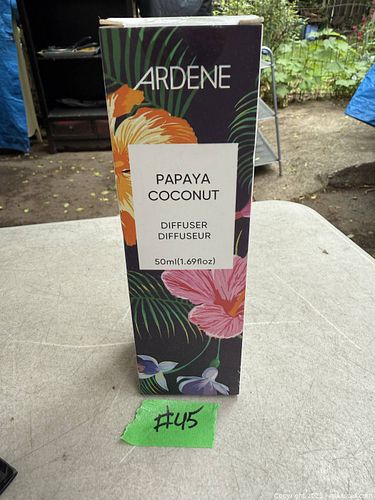 ARDENE
PAPAYA
COCONUT
DIFFUSER
DIFFUSEUR
50ml(1.69floz)
#45